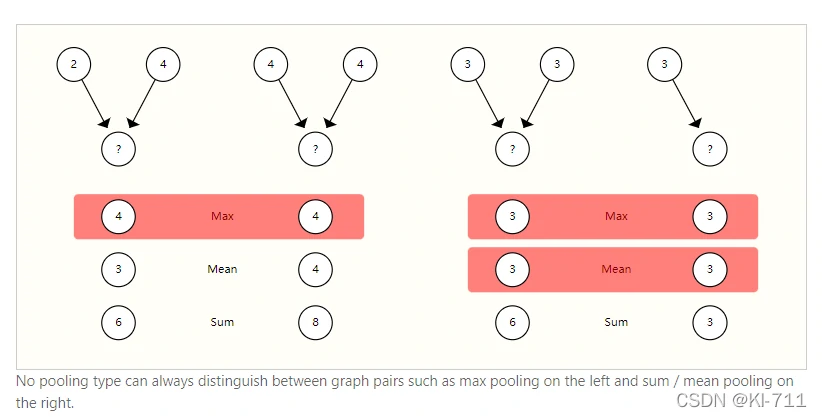 2 4 4 4 3 3 3
? ? ? ?
4 Max 4 3 Max 3
3 Mean 4 3 Mean 3
6 Sum 8 6 Sum 3
No pooling type can always distinguish between graph pairs such as max pooling on the left and sum / mean pooling on
the right.
CSDN @KI-711